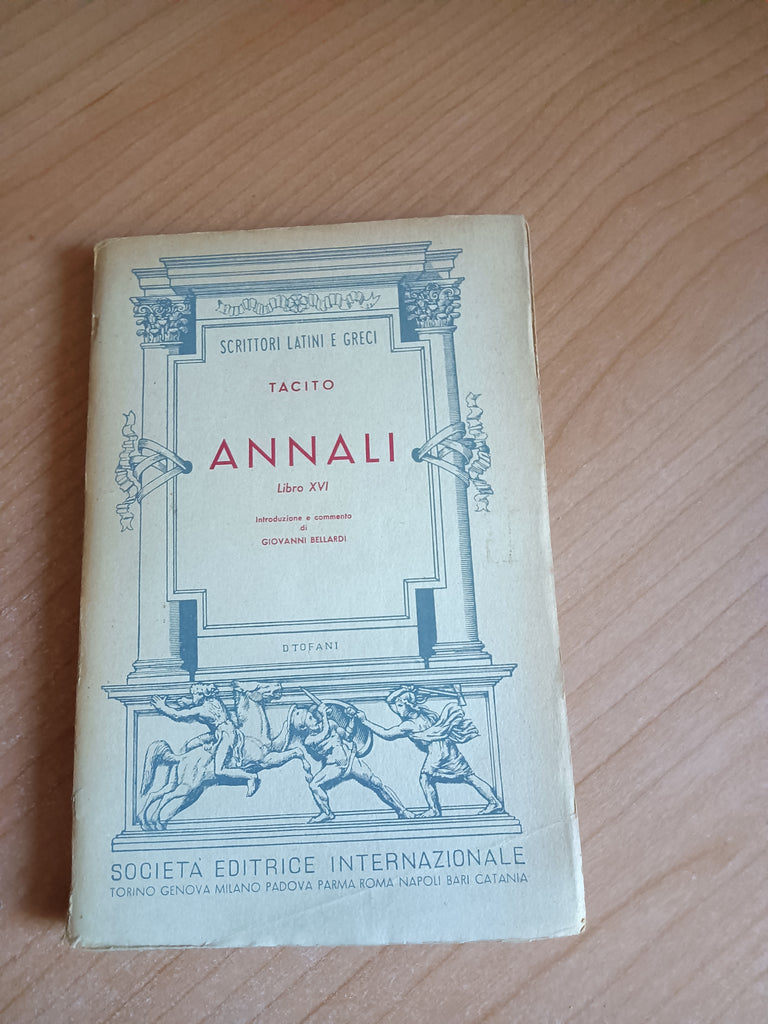 SCRITTORI LATINI E GRECI
TACITO
ANNALI
Libro XVI
Introduzione e commento
di
GIOVANNI BELLARDI
DTOFANI
SOCIETÀ EDITRICE INTERNAZIONALE
TORINO GENOVA MILANO PADOVA PARMA ROMA NAPOLI BARI CATANIA